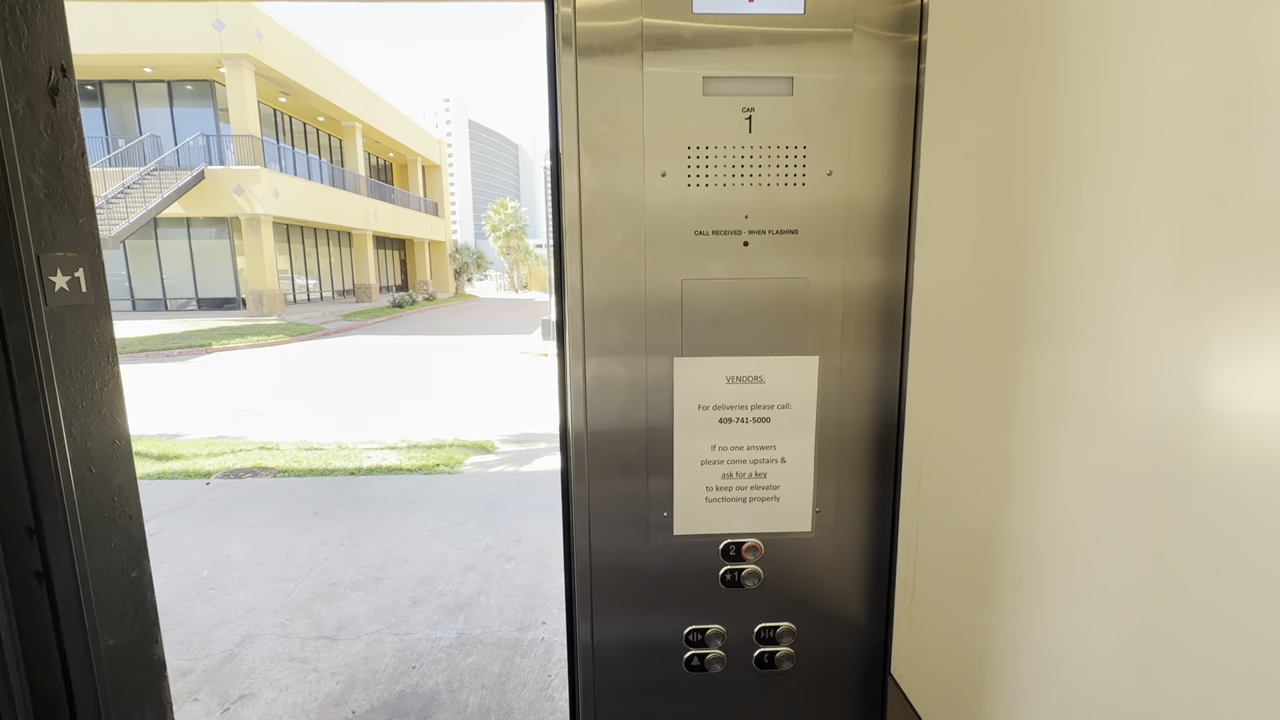 ★1
CAR
1
CALL RECEIVED - WHEN FLASHING
VENDORS:
For deliveries please call:
409-741-5000
If no one answers
please come upstairs &
ask for a key
to keep our elevator
functioning properly
2
★1